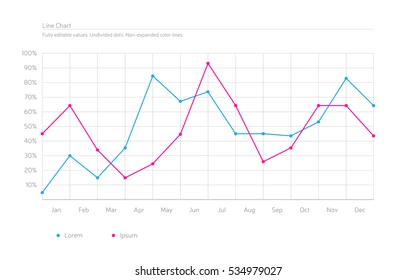 Line Chart
Fully editable values. Undivided dots. Non-expanded color lines.
100%
90%
80%
70%
60%
50%
40%
30%
20%
10%
Jan Feb Mar Apr May Jun Jul Aug Sep Oct Nov Dec
Lorem Ipsum
shutterstock.com · 534979027